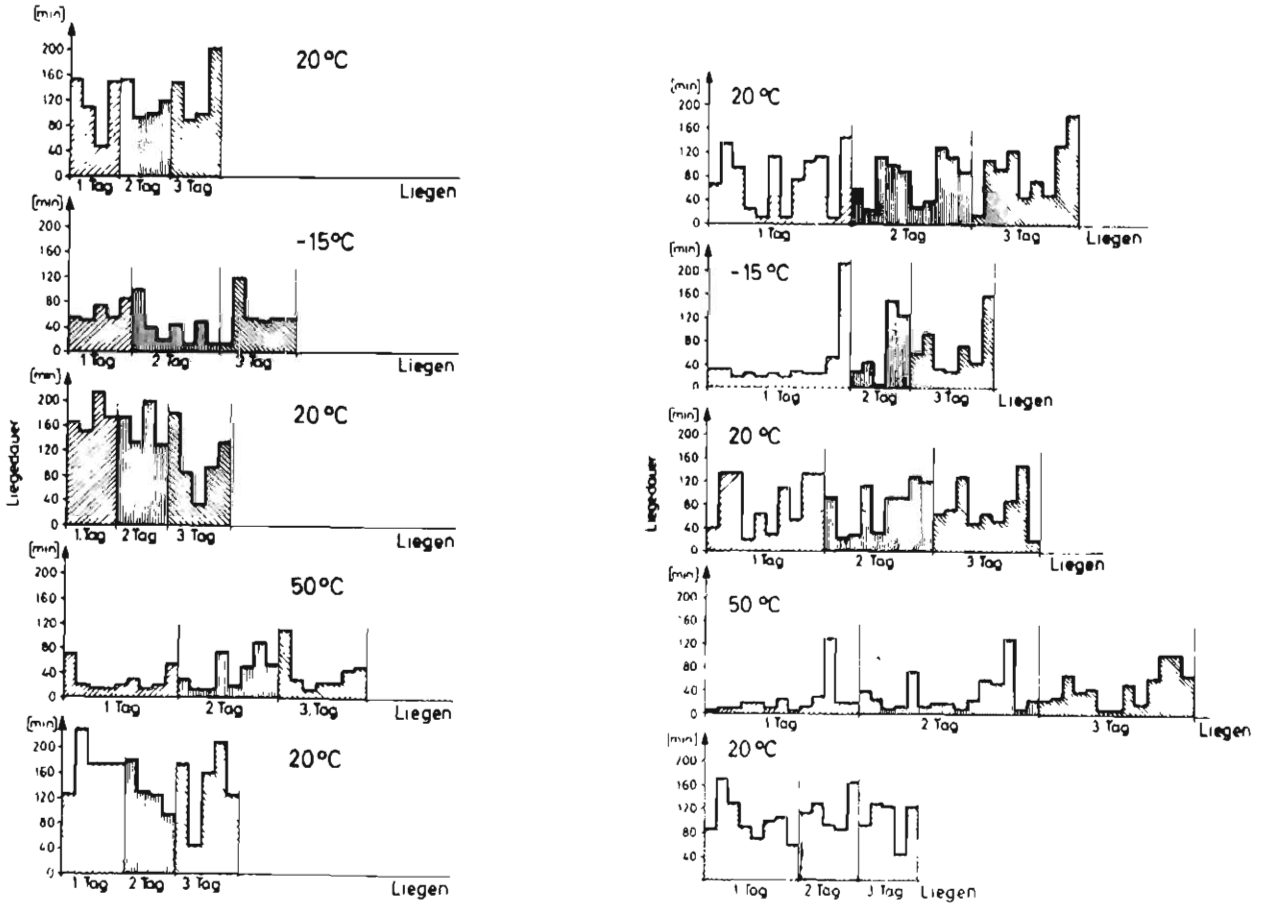 [min]
20 °C
200
160
120
80
40
0
1 Tag 2 Tag 3 Tag
Liegen
[min]
-15 °C
200
160
120
80
40
0
1 Tag 2 Tag 3 Tag
Liegen
[min]
20 °C
200
160
120
80
40
0
1.Tag 2 Tag 3 Tag
Liegen
Liegedauer
[min]
50 °C
200
160
120
80
40
0
1 Tag 2 Tag 3. Tag
Liegen
[min]
20 °C
200
160
120
80
40
0
1 Tag 2 Tag 3 Tag
Liegen
[min]
20 °C
200
160
120
80
40
0
1 Tag 2 Tag 3 Tag
Liegen
[min]
-15 °C
200
160
120
80
40
0
1 Tag 2 Tag 3 Tag
Liegen
[min]
20 °C
200
160
120
80
40
0
1 Tag 2 Tag 3 Tag
Liegen
Liegedauer
[min]
50 °C
200
160
120
80
40
0
1 Tag 2 Tag 3 Tag
Liegen
[min]
20 °C
200
160
120
80
40
1 Tag 2 Tag 3 Tag
Liegen